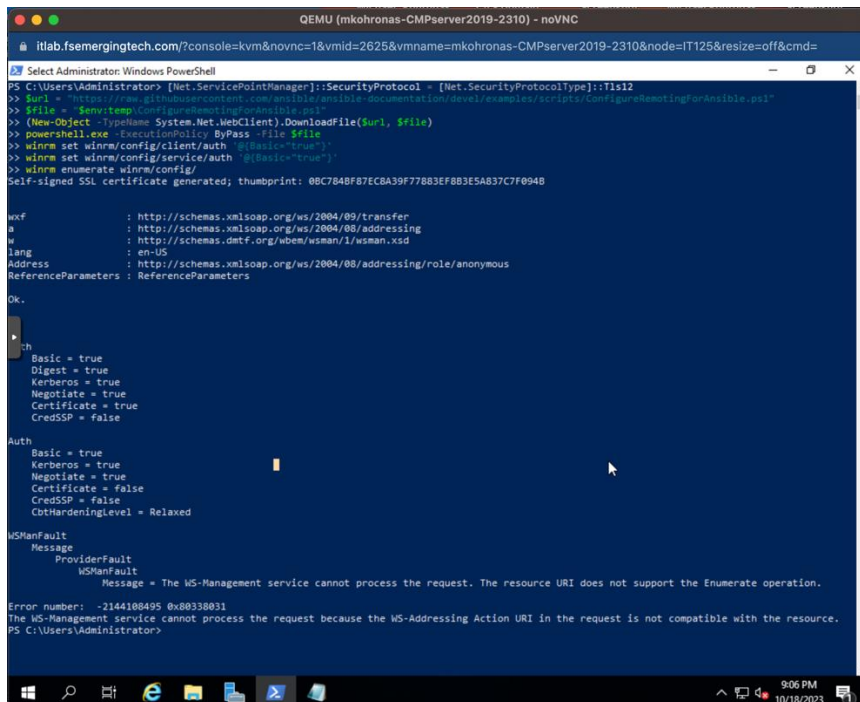 QEMU (mkohronas-CMPserver2019-2310) - noVNC
itlab.fsemergingtech.com/?console=kvm&novnc=1&vmid=2625&vmname=mkohronas-CMPserver2019-2310&node=IT125&resize=off&cmd=
Select Administrator: Windows PowerShell
PS C:\Users\Administrator> [Net.ServicePointManager]::SecurityProtocol = [Net.SecurityProtocolType]::Tls12
>> $url = "https://raw.githubusercontent.com/ansible/ansible-documentation/devel/examples/scripts/ConfigureRemotingForAnsible.ps1"
>> $file = "$env:temp\ConfigureRemotingForAnsible.ps1"
>> (New-Object -TypeName System.Net.WebClient).DownloadFile($url, $file)
>> powershell.exe -ExecutionPolicy ByPass -File $file
>> winrm set winrm/config/client/auth '@{Basic="true"}'
>> winrm set winrm/config/service/auth '@{Basic="true"}'
>> winrm enumerate winrm/config/
Self-signed SSL certificate generated; thumbprint: 0BC784BF87EC8A39F77883EF8B3E5A837C7F094B
wxf : http://schemas.xmlsoap.org/ws/2004/09/transfer
a : http://schemas.xmlsoap.org/ws/2004/08/addressing
w : http://schemas.dmtf.org/wbem/wsman/1/wsman.xsd
lang : en-US
Address : http://schemas.xmlsoap.org/ws/2004/08/addressing/role/anonymous
ReferenceParameters : ReferenceParameters
Ok.
th
Basic = true
Digest = true
Kerberos = true
Negotiate = true
Certificate = true
CredSSP = false
Auth
Basic = true
Kerberos = true
Negotiate = true
Certificate = false
CredSSP = false
CbtHardeningLevel = Relaxed
WSManFault
Message
ProviderFault
WSManFault
Message = The WS-Management service cannot process the request. The resource URI does not support the Enumerate operation.
Error number: -2144108495 0x80338031
The WS-Management service cannot process the request because the WS-Addressing Action URI in the request is not compatible with the resource.
PS C:\Users\Administrator>
9:06 PM
10/18/2023